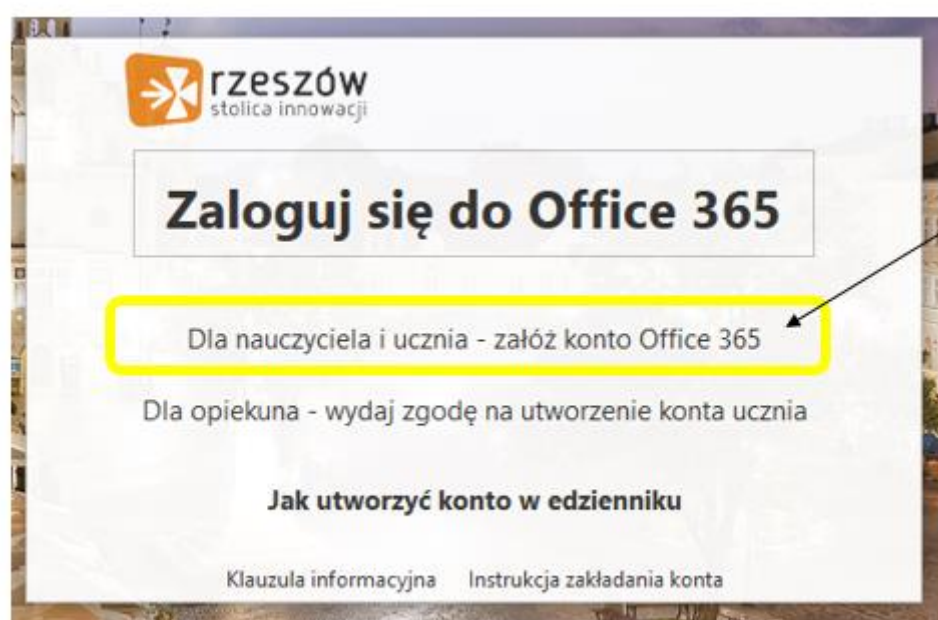 rzeszów
stolica innowacji
Zaloguj się do Office 365
Dla nauczyciela i ucznia - załóż konto Office 365
Dla opiekuna - wydaj zgodę na utworzenie konta ucznia
Jak utworzyć konto w edzienniku
Klauzula informacyjna Instrukcja zakładania konta